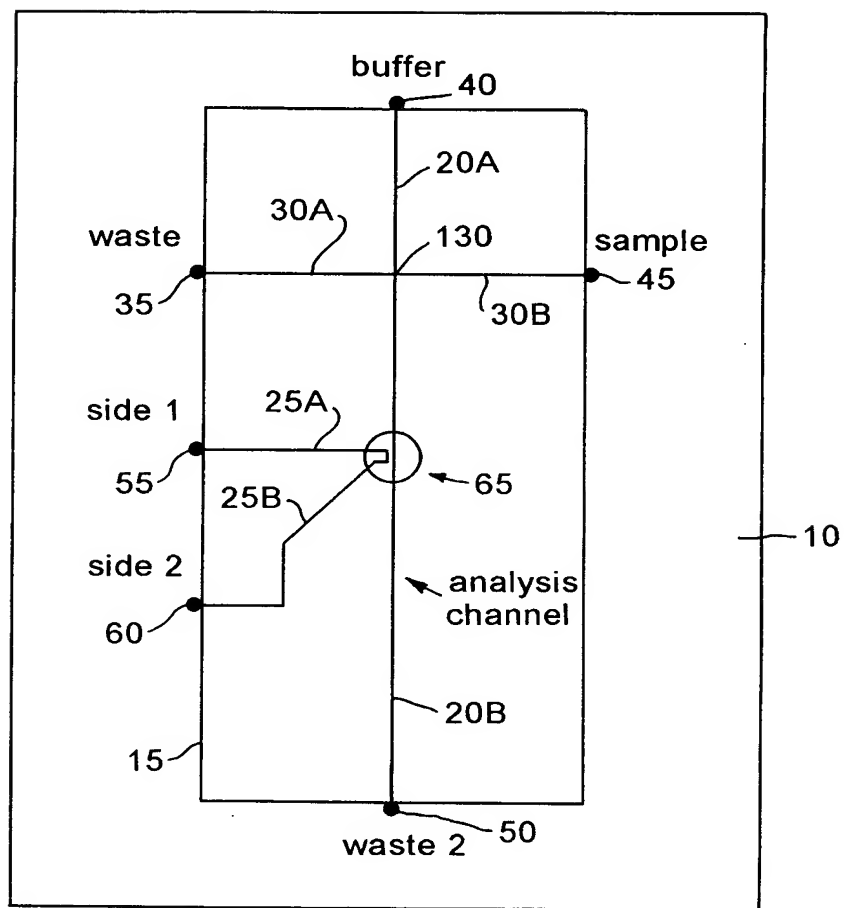 buffer
40
20A
30A
130
waste
sample
35
45
30B
side 1
25A
55
65
25B
10
side 2
analysis
channel
60
20B
15
50
waste 2